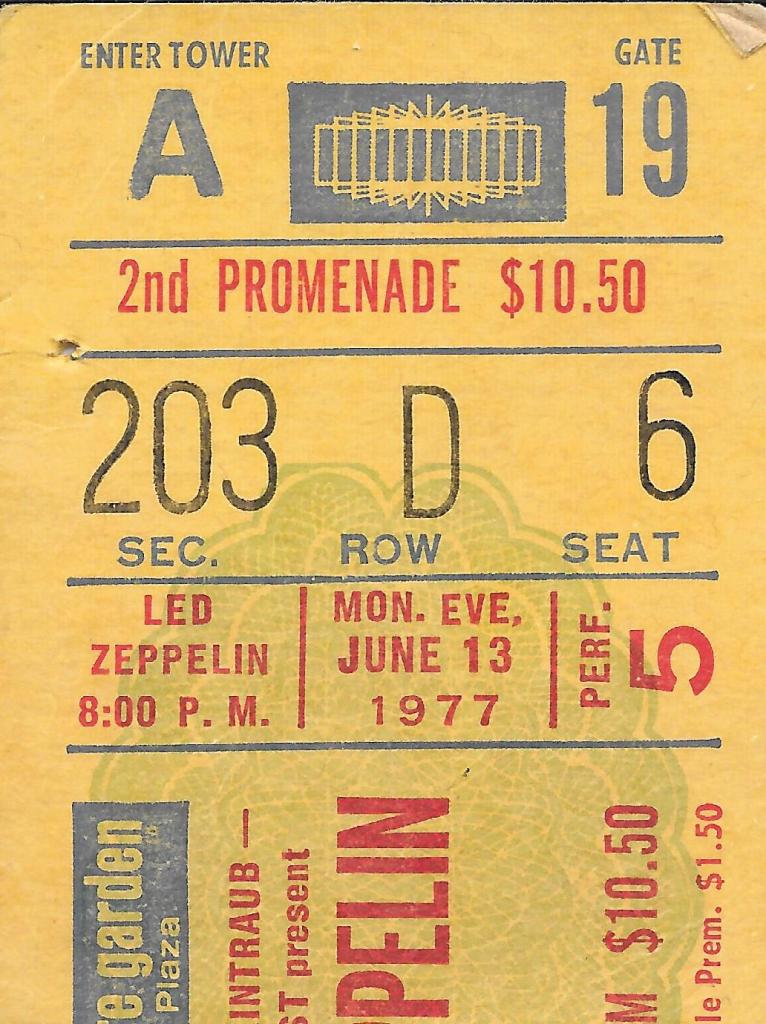 ENTER TOWER GATE
A 19
2nd PROMENADE $10.50
203 D 6
SEC. ROW SEAT
LED
ZEPPELIN
8:00 P. M.
MON. EVE,
JUNE 13
1977
PERF.
5
e garden
Plaza
INTRAUB —
ST present
PPELIN
M $10.50
le Prem. $1.50